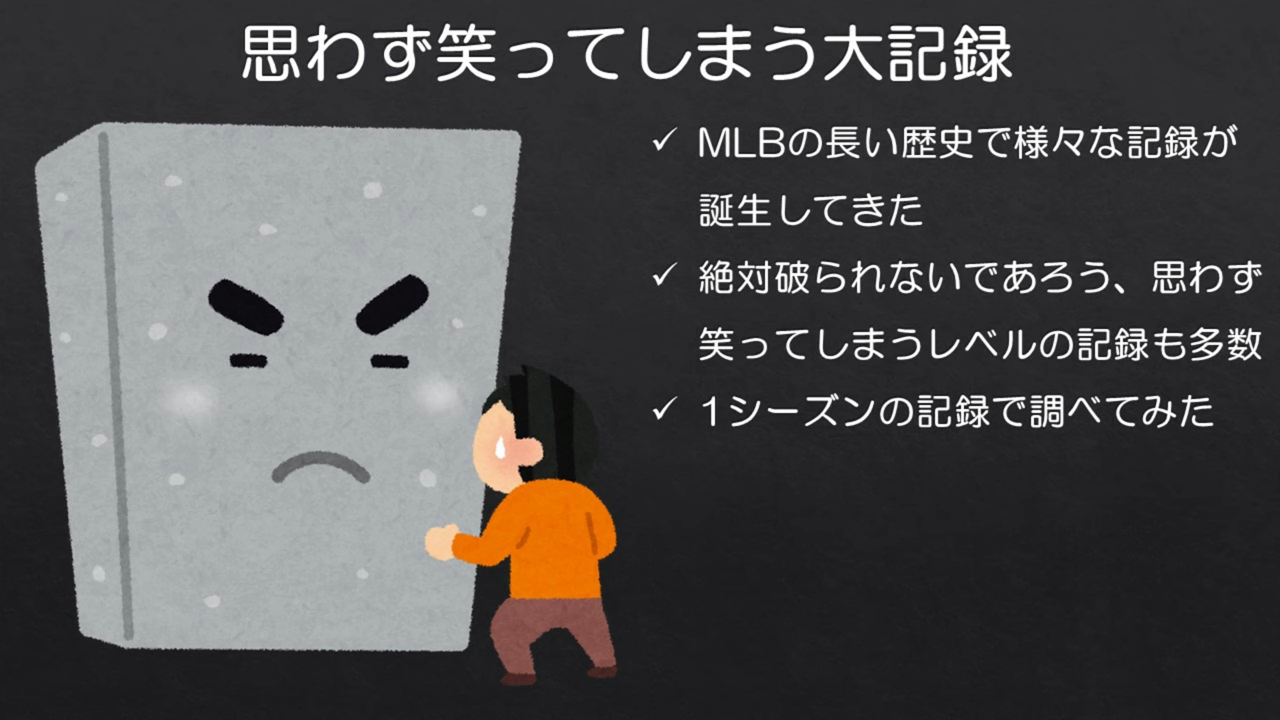 思わず笑ってしまう大記録
✓ MLBの長い歴史で様々な記録が
誕生してきた
✓ 絶対破られないであろう、思わず
笑ってしまうレベルの記録も多数
✓ 1シーズンの記録で調べてみた